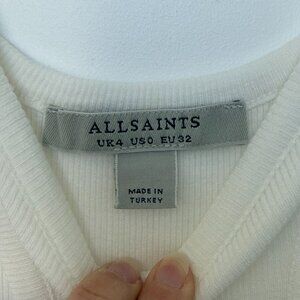 ALLSAINTS
UK4 US0 EU32
MADE IN
TURKEY